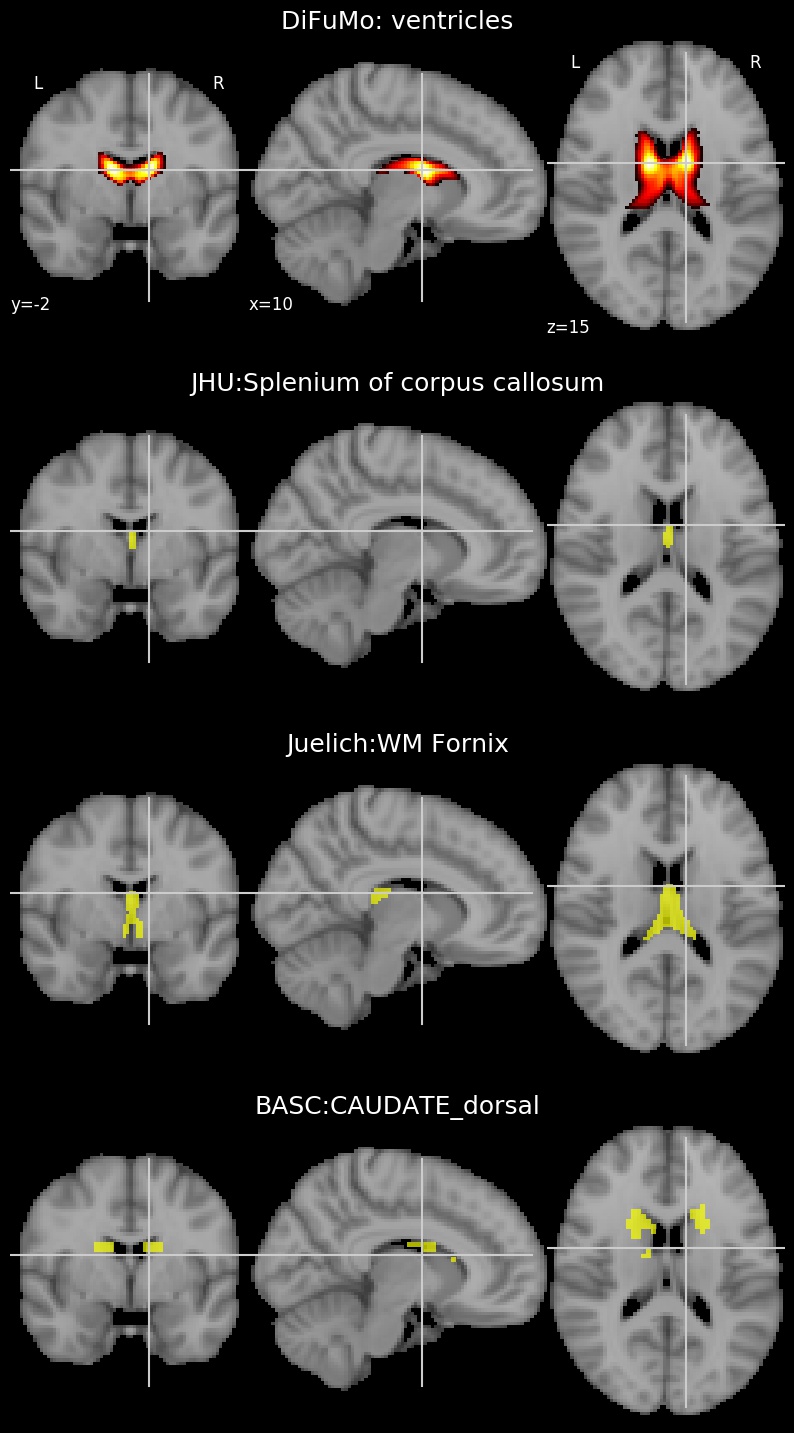 DiFuMo: ventricles
L R L R
y=-2 x=10 z=15
JHU:Splenium of corpus callosum
Juelich:WM Fornix
BASC:CAUDATE_dorsal